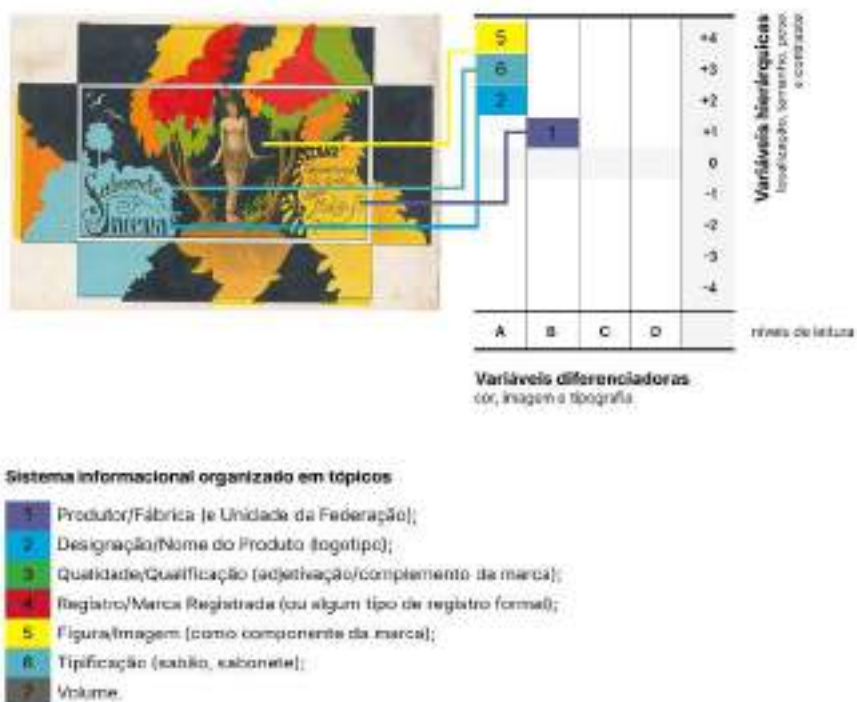 Sabonete
5
6
2
1
+4
+3
+2
+1
0
-1
-2
-3
-4
A B C D
níveis de leitura
Variáveis hierárquicas
localização, tamanho, peso
e contraste
Variáveis diferenciadoras
cor, imagem e tipografia
Sistema informacional organizado em tópicos
1 Produtor/Fábrica (e Unidade da Federação);
2 Designação/Nome do Produto (logotipo);
3 Qualidade/Qualificação (adjetivação/complemento da marca);
4 Registro/Marca Registrada (ou algum tipo de registro formal);
5 Figura/Imagem (como componente da marca);
6 Tipificação (sabão, sabonete);
7 Volume.